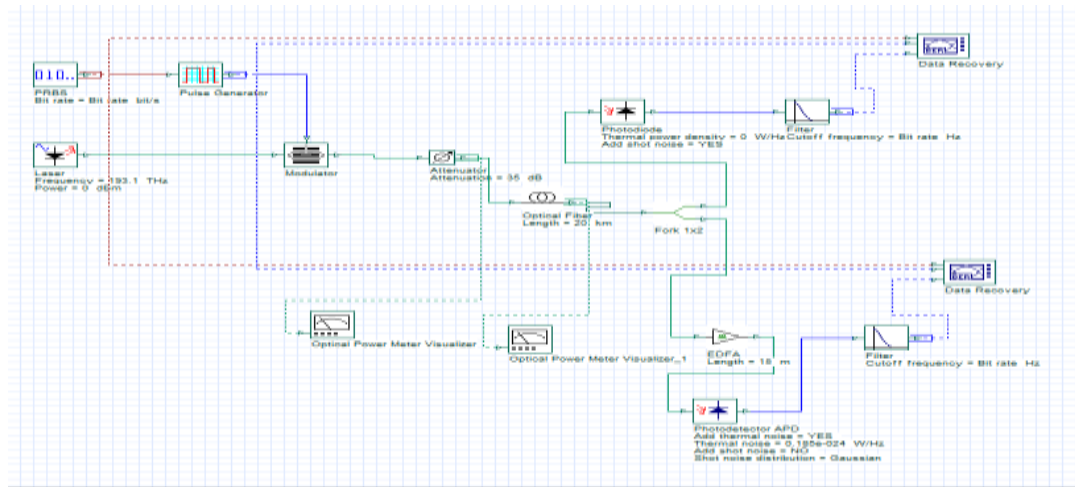 010..
PRBS
Bit rate = Bit rate bit/s
Pulse Generator
Laser
Frequency = 193.1 THz
Power = 0 dBm
Modulator
Attenuator
Attenuation = 35 dB
Optical Fiber
Length = 20 km
Fork 1x2
Photodiode
Thermal power density = 0 W/Hz
Add shot noise = YES
Filter
Cutoff frequency = Bit rate Hz
BER
Data Recovery
BER
Data Recovery
Optical Power Meter Visualizer
Optical Power Meter Visualizer_1
EDFA
Length = 15 m
Filter
Cutoff frequency = Bit rate Hz
Photodetector APD
Add thermal noise = YES
Thermal noise = 0.185e-024 W/Hz
Add shot noise = NO
Shot noise distribution = Gaussian